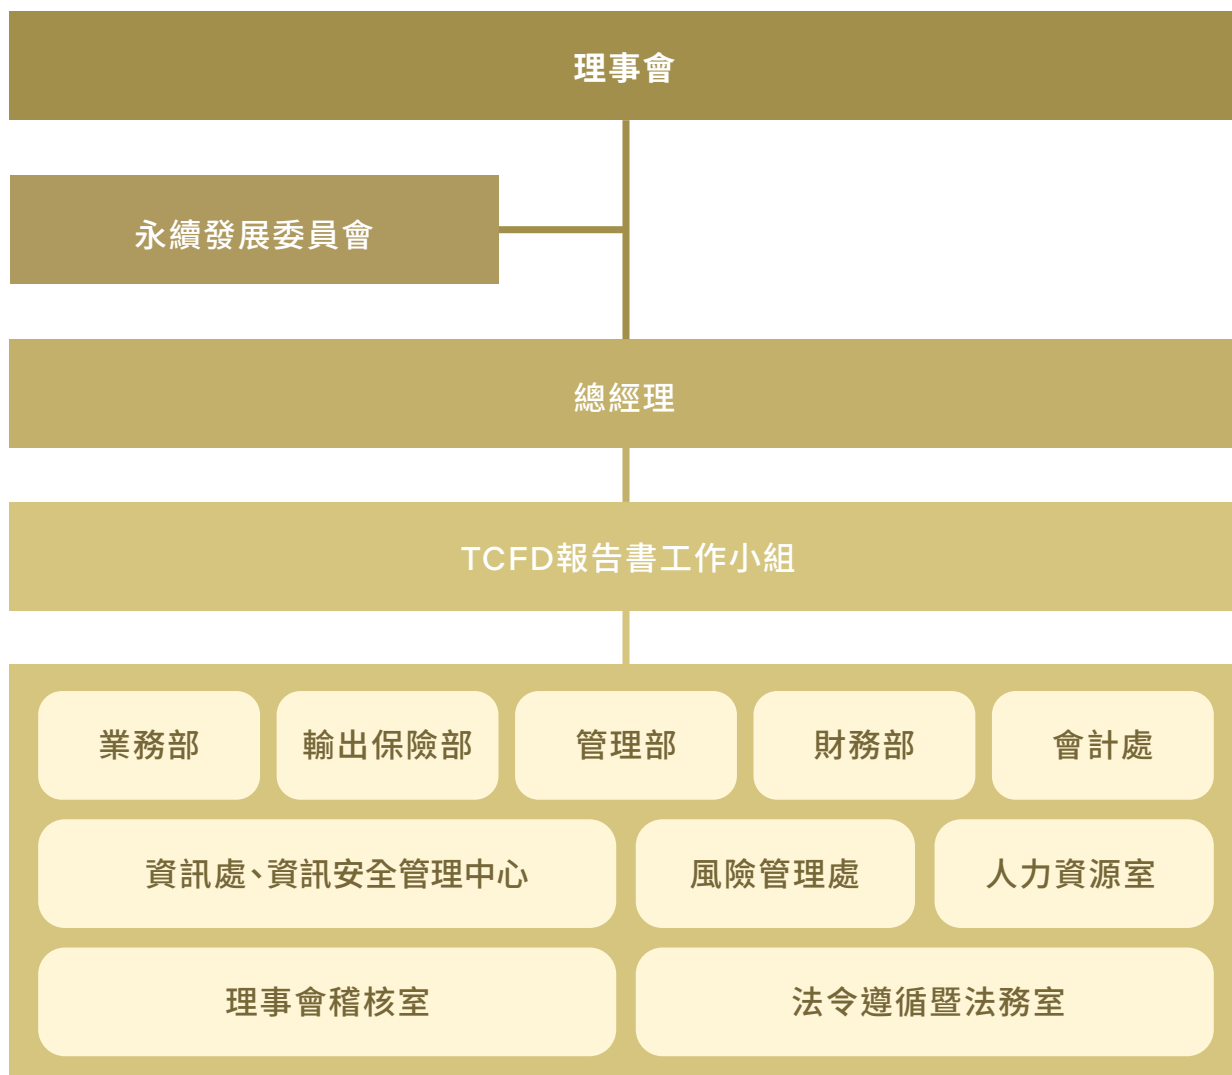 理事會
永續發展委員會
總經理
TCFD報告書工作小組
業務部
輸出保險部
管理部
財務部
會計處
資訊處、資訊安全管理中心
風險管理處
人力資源室
理事會稽核室
法令遵循暨法務室